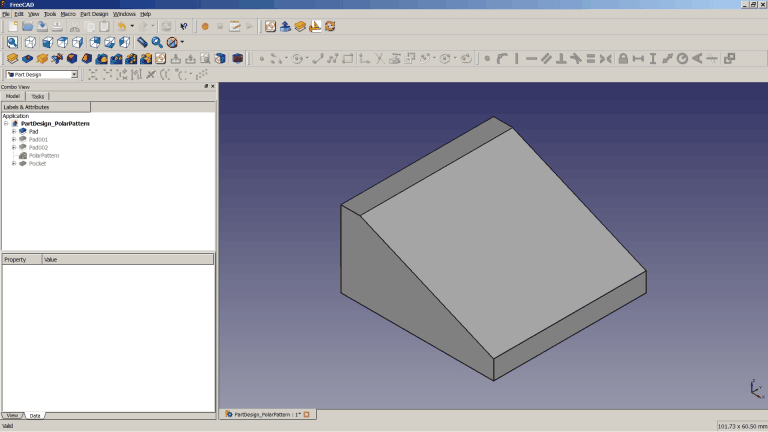 FreeCAD
File Edit View Tools Macro Part Design Windows Help
Part Design
Combo View
Model Tasks
Labels & Attributes
Application
PartDesign_PolarPattern
Pad
Pad001
Pad002
PolarPattern
Pocket
Property Value
View Data
PartDesign_PolarPattern : 1*
Valid
101.73 x 60.50 mm